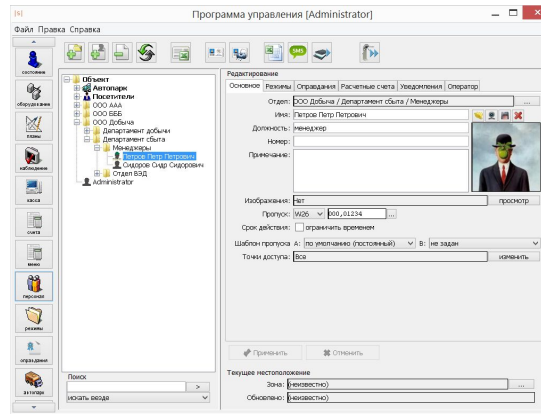 Программа управления [Administrator]
Файл Правка Справка
состояние
оборудование
планы
наблюдение
касса
счета
меню
персонал
режимы
оправдания
автопарк
SMS
Объект
Автопарк
Посетители
ООО ААА
ООО БББ
ООО Добыча
Департамент добычи
Департамент сбыта
Менеджеры
Петров Петр Петрович
Сидоров Сидр Сидорович
Отдел ВЭД
Administrator
Поиск
>
искать везде
Редактирование
Основное Режимы Оправдания Расчетные счета Уведомления Оператор
Отдел: ООО Добыча / Департамент сбыта / Менеджеры ...
Имя: Петров Петр Петрович
Должность: менеджер
Номер:
Примечание:
Изображения: Нет просмотр
Пропуск: W26 000,01234 ...
Срок действия: ограничить временем
Шаблон пропуска A: по умолчанию (постоянный) B: не задан
Точки доступа: Все изменить
Применить Отменить
Текущее местоположение
Зона: (неизвестно) ...
Обновлено: (неизвестно)